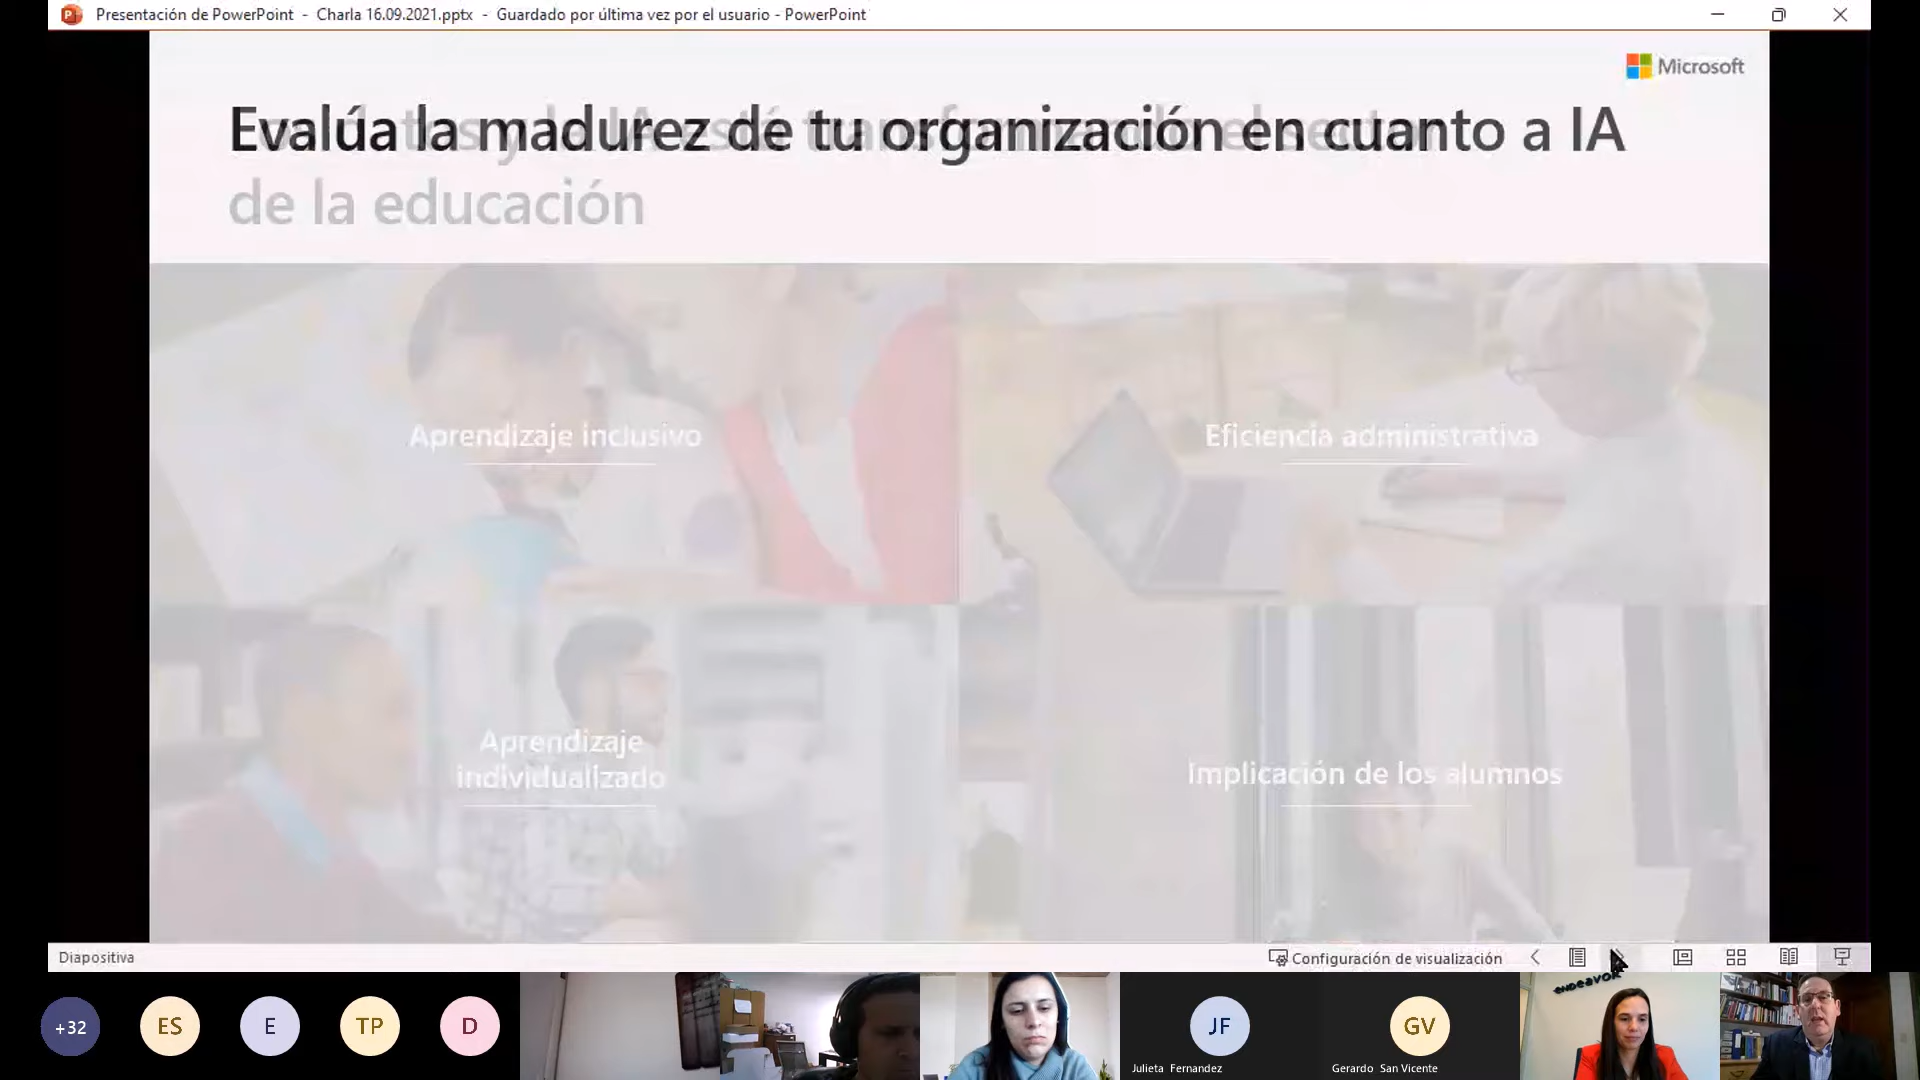 Presentación de PowerPoint - Charla 16.09.2021.pptx - Guardado por última vez por el usuario - PowerPoint
Microsoft
Evalúa la madurez de tu organización en cuanto a IA
de la educación
Aprendizaje inclusivo
Eficiencia administrativa
Aprendizaje
individualizado
Implicación de los alumnos
Diapositiva
Configuración de visualización
+32
ES
E
TP
D
JF
Julieta Fernandez
GV
Gerardo San Vicente
endeavor